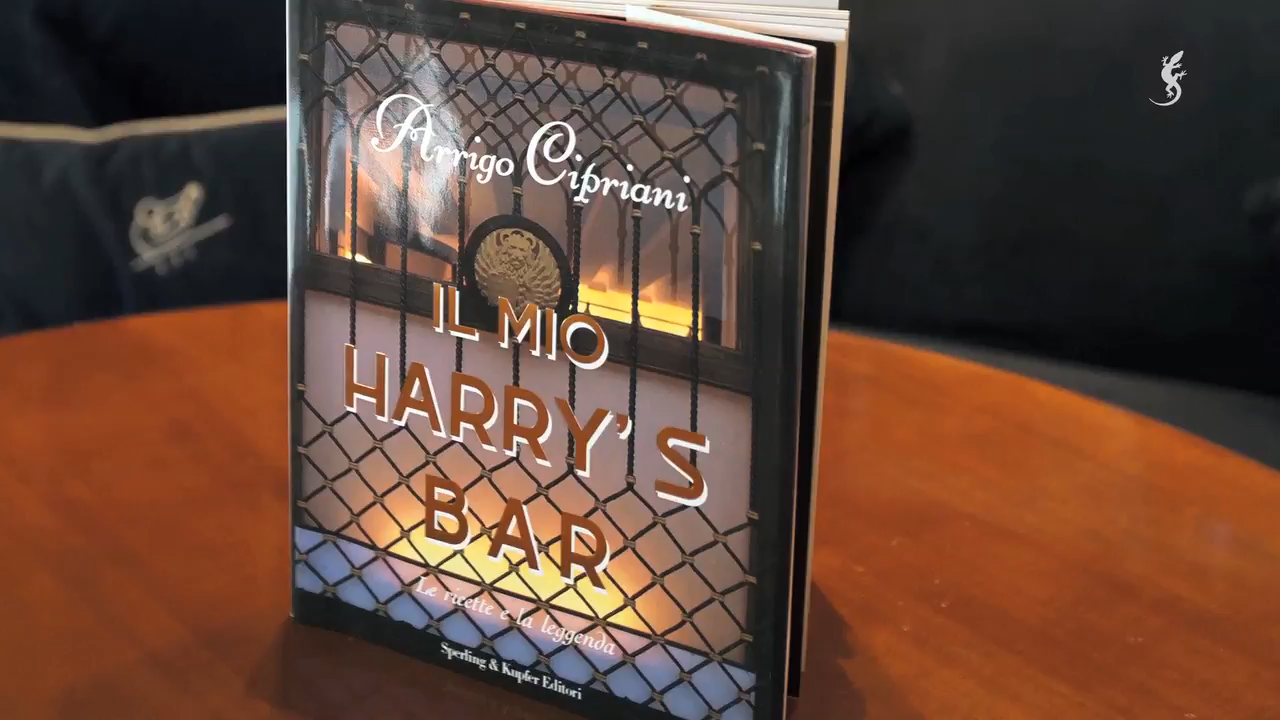 Arrigo Cipriani
IL MIO
HARRY'S
BAR
Le ricette e la leggenda
Sperling & Kupfer Editori